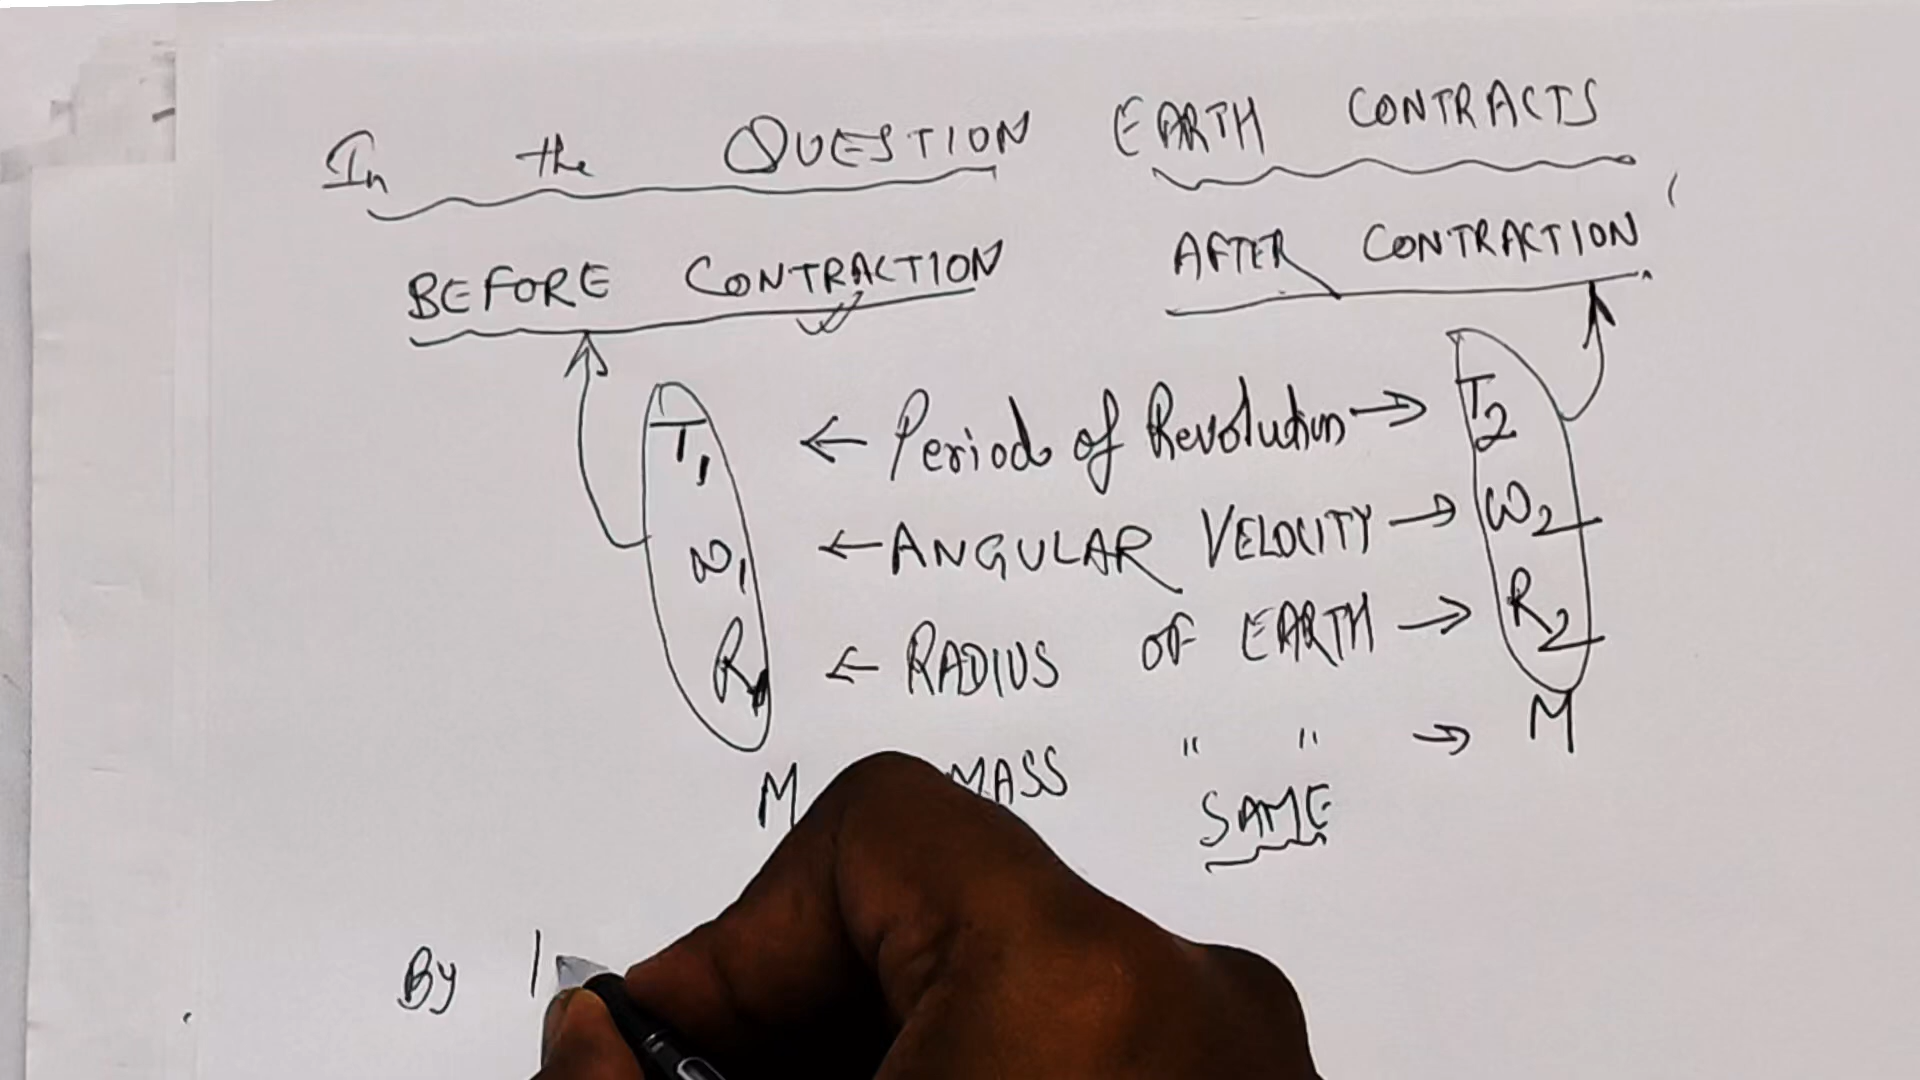 In the QUESTION EARTH CONTRACTS
BEFORE CONTRACTION AFTER CONTRACTION
T1 ← Period of Revolution → T2
ω1 ← ANGULAR VELOCITY → ω2
R1 ← RADIUS OF EARTH → R2
M MASS " " → M
SAME
By